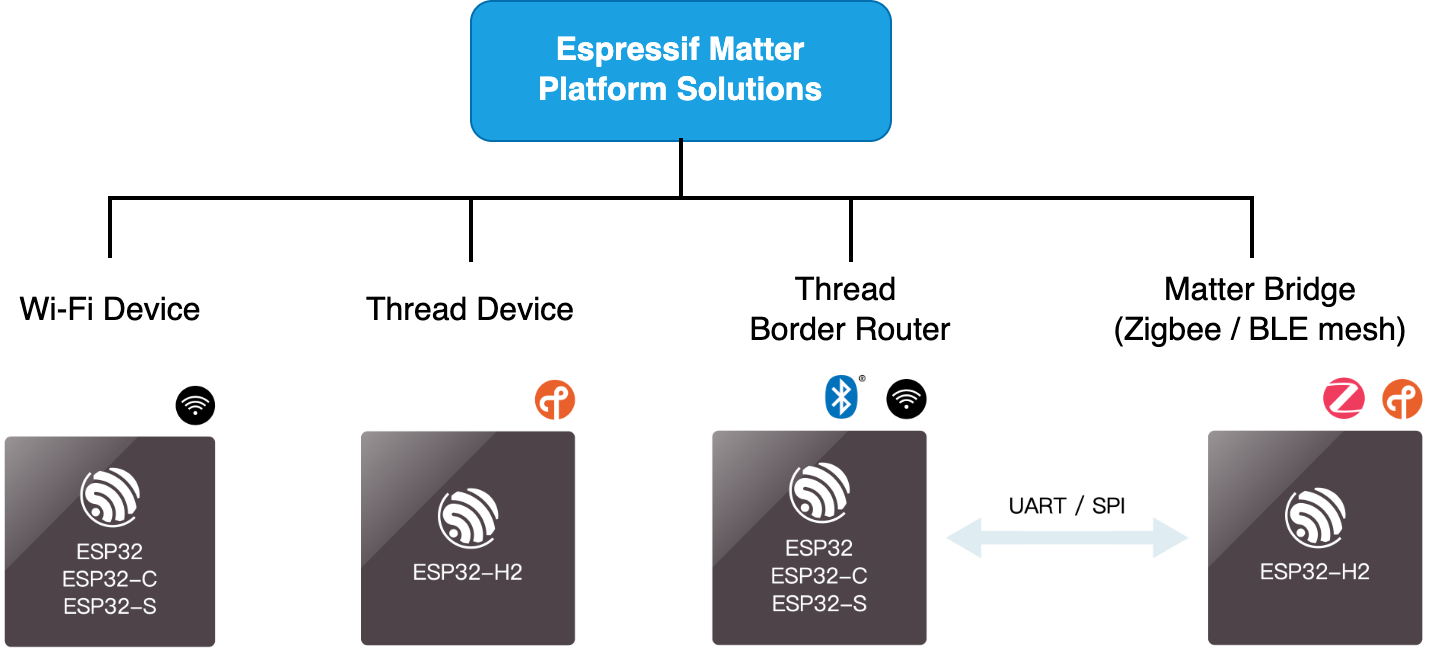 Espressif Matter
Platform Solutions
Wi-Fi Device
Thread Device
Thread
Border Router
Matter Bridge
(Zigbee / BLE mesh)
®
ESP32
ESP32-C
ESP32-S
ESP32-H2
ESP32
ESP32-C
ESP32-S
UART / SPI
ESP32-H2